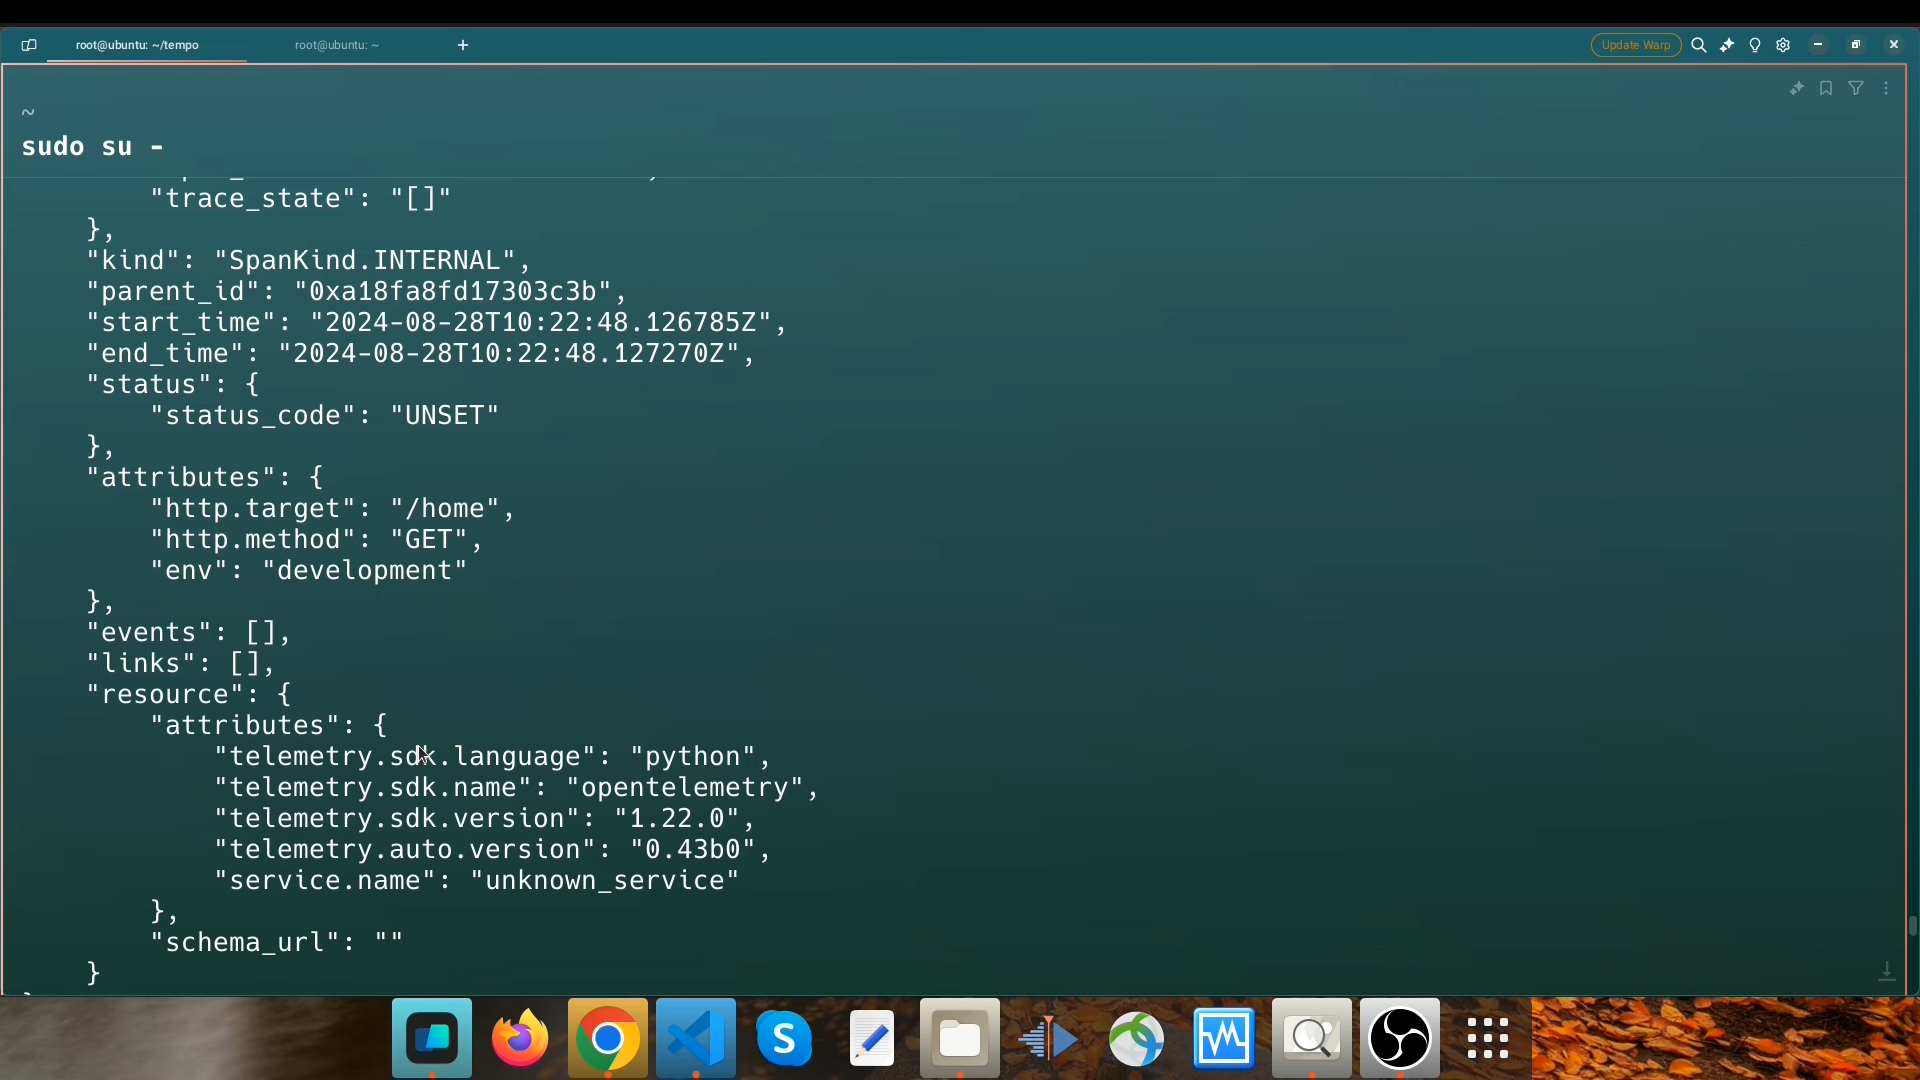 root@ubuntu: ~/tempo
root@ubuntu: ~
+
Update Warp
~
sudo su -
"trace_state": "[]"
},
"kind": "SpanKind.INTERNAL",
"parent_id": "0xa18fa8fd17303c3b",
"start_time": "2024-08-28T10:22:48.126785Z",
"end_time": "2024-08-28T10:22:48.127270Z",
"status": {
"status_code": "UNSET"
},
"attributes": {
"http.target": "/home",
"http.method": "GET",
"env": "development"
},
"events": [],
"links": [],
"resource": {
"attributes": {
"telemetry.sdk.language": "python",
"telemetry.sdk.name": "opentelemetry",
"telemetry.sdk.version": "1.22.0",
"telemetry.auto.version": "0.43b0",
"service.name": "unknown_service"
},
"schema_url": ""
}